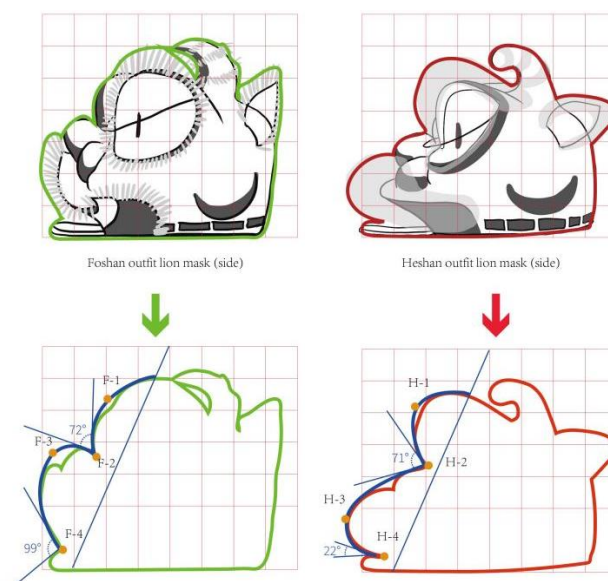 Foshan outfit lion mask (side)
Heshan outfit lion mask (side)
F-1
72°
F-3
F-2
F-4
99°
H-1
71°
H-2
H-3
H-4
22°